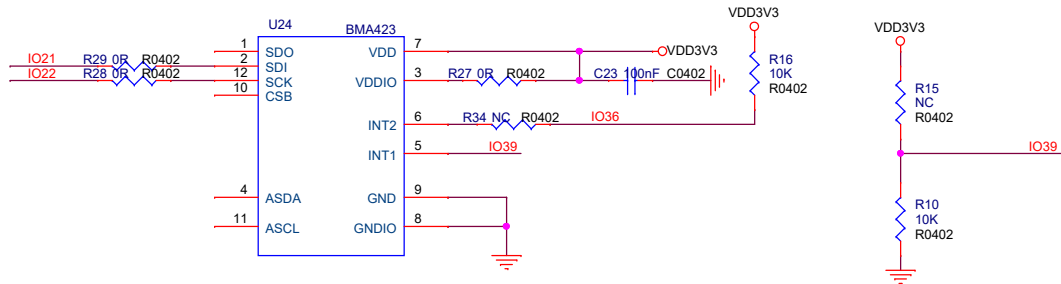 U24
BMA423
VDD3V3
VDD3V3
1
SDO
VDD
7
VDD3V3
IO21
R29 0R
R0402
2
SDI
R16
10K
R0402
IO22
R28 0R
R0402
12
SCK
VDDIO
3
R27 0R
R0402
C23
100nF
C0402
10
CSB
R15
NC
R0402
INT2
6
R34 NC
R0402
IO36
INT1
5
IO39
IO39
4
ASDA
GND
9
R10
10K
R0402
11
ASCL
GNDIO
8